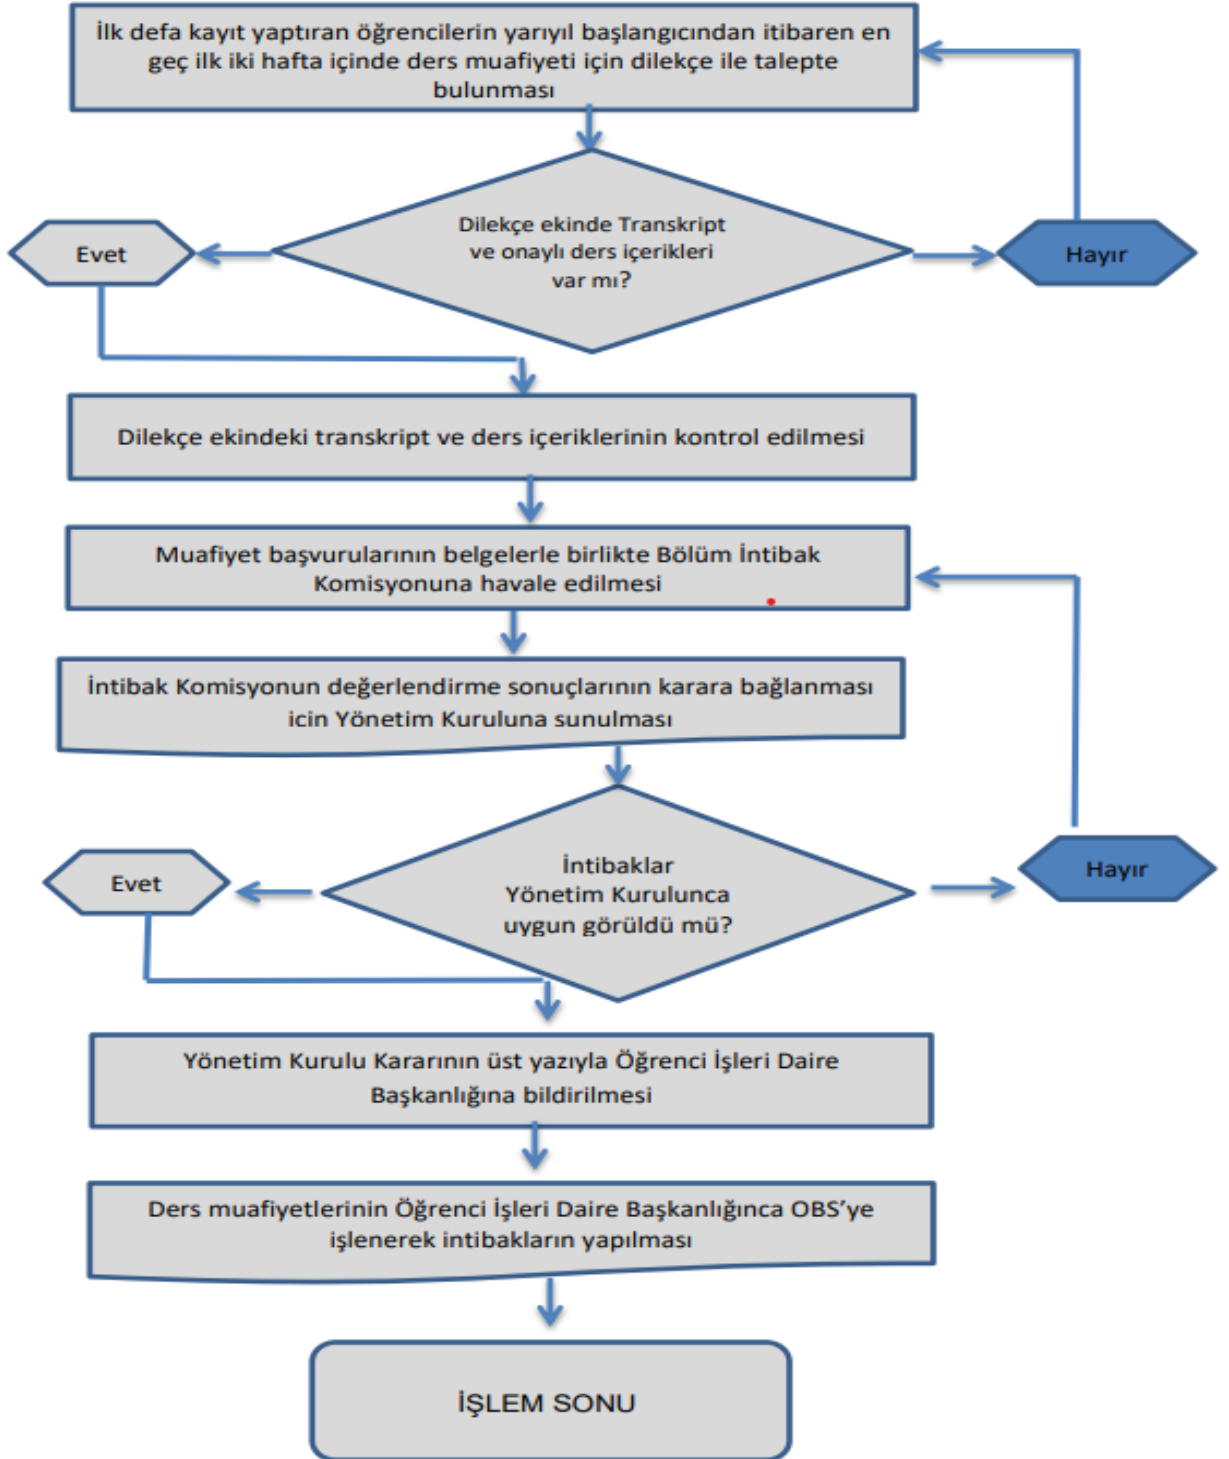 İlk defa kayıt yaptıran öğrencilerin yarıyıl başlangıcından itibaren en
geç ilk iki hafta içinde ders muafiyeti için dilekçe ile talepte
bulunması
Dilekçe ekinde Transkript
ve onaylı ders içerikleri
var mı?
Evet
Hayır
Dilekçe ekindeki transkript ve ders içeriklerinin kontrol edilmesi
Muafiyet başvurularının belgelerle birlikte Bölüm İntibak
Komisyonuna havale edilmesi
İntibak Komisyonun değerlendirme sonuçlarının karara bağlanması
icin Yönetim Kuruluna sunulması
İntibaklar
Yönetim Kurulunca
uygun görüldü mü?
Evet
Hayır
Yönetim Kurulu Kararının üst yazıyla Öğrenci İşleri Daire
Başkanlığına bildirilmesi
Ders muafiyetlerinin Öğrenci İşleri Daire Başkanlığınca OBS’ye
işlenerek intibakların yapılması
İŞLEM SONU